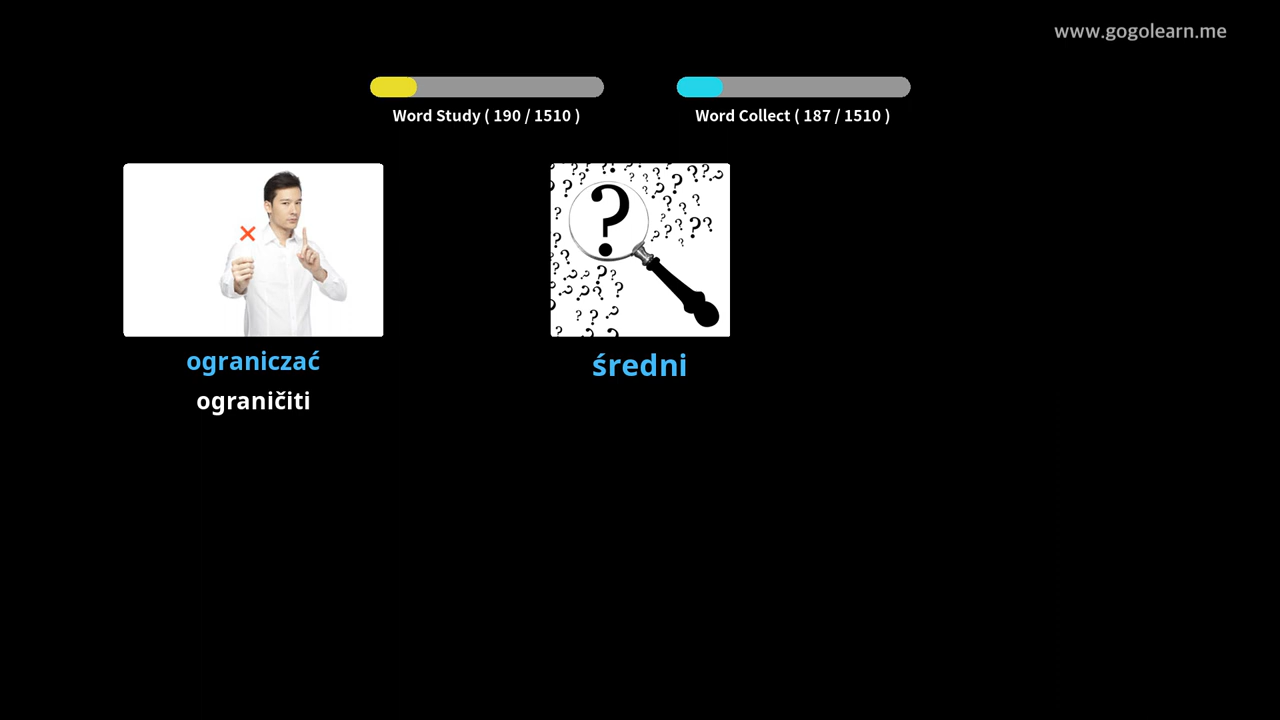 www.gogolearn.me
Word Study ( 190 / 1510 )
Word Collect ( 187 / 1510 )
ograniczać
ograničiti
średni